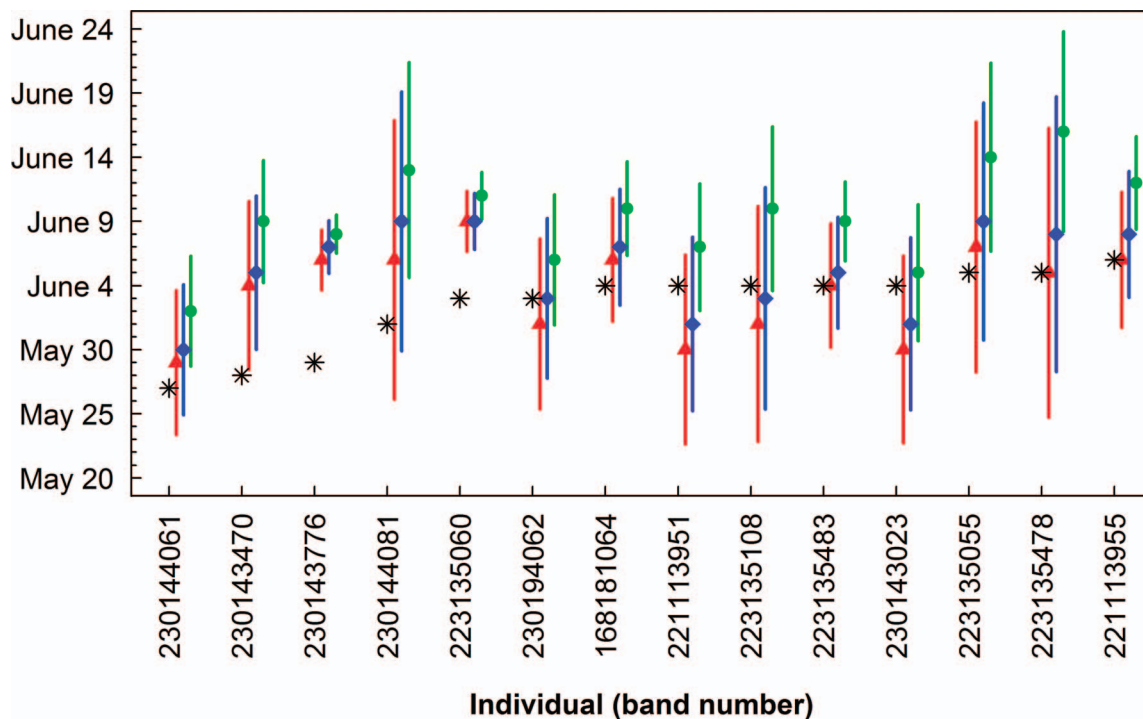 June 24
June 19
June 14
June 9
June 4
May 30
May 25
May 20
230144061
230143470
230143776
230144081
223135060
230194062
168181064
221113951
223135108
223135483
230143023
223135055
223135478
221113955
Individual (band number)